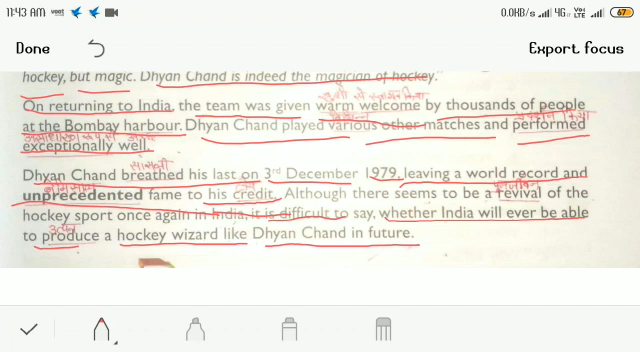 11:43 AM
0.0KB/s 4G VoLTE 67
Done
Export focus
hockey, but magic. Dhyan Chand is indeed the magician of hockey.
On returning to India, the team was given warm welcome by thousands of people
at the Bombay harbour. Dhyan Chand played various other matches and performed
exceptionally well.
Dhyan Chand breathed his last on 3rd December 1979, leaving a world record and
unprecedented fame to his credit. Although there seems to be a revival of the
hockey sport once again in India, it is difficult to say, whether India will ever be able
to produce a hockey wizard like Dhyan Chand in future.